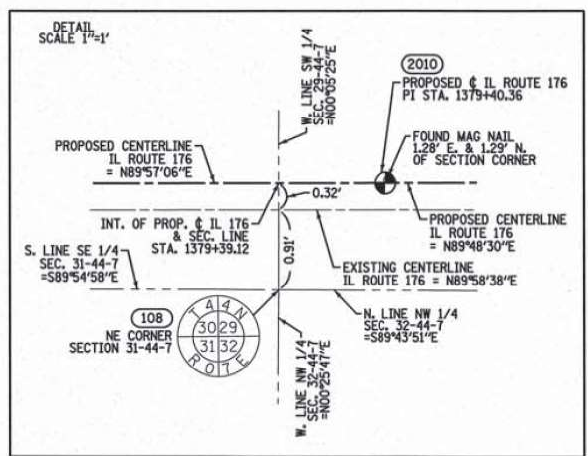 DETAIL
SCALE 1"=1'
W. LINE SW 1/4
SEC. 29-44-7
=N00°05'25"E
2010
PROPOSED ℄ IL ROUTE 176
PI STA. 1379+40.36
FOUND MAG NAIL
1.28' E. & 1.29' N.
OF SECTION CORNER
PROPOSED CENTERLINE
IL ROUTE 176
= N89°57'06"E
0.32'
INT. OF PROP. ℄ IL 176
& SEC. LINE
STA. 1379+39.12
PROPOSED CENTERLINE
IL ROUTE 176
= N89°48'30"E
S. LINE SE 1/4
SEC. 31-44-7
=S89°54'58"E
0.91'
EXISTING CENTERLINE
IL ROUTE 176 = N89°58'38"E
108
NE CORNER
SECTION 31-44-7
T44N
30 29
31 32
R07E
N. LINE NW 1/4
SEC. 32-44-7
=S89°43'51"E
W. LINE NW 1/4
SEC. 32-44-7
=N00°25'47"E